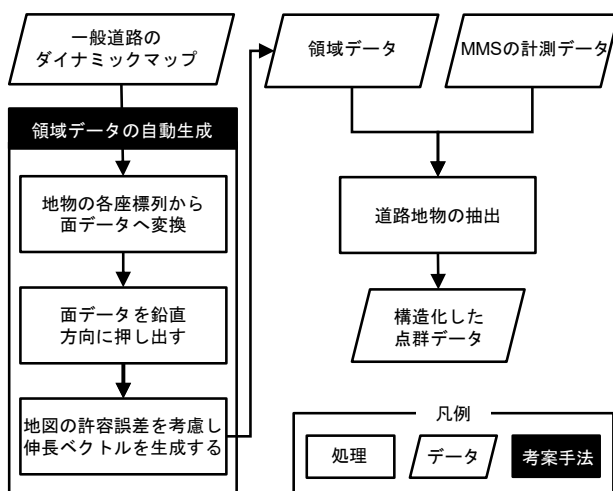 一般道路の
ダイナミックマップ
領域データの自動生成
地物の各座標列から
面データへ変換
面データを鉛直
方向に押し出す
地図の許容誤差を考慮し
伸長ベクトルを生成する
領域データ
MMSの計測データ
道路地物の抽出
構造化した
点群データ
凡例
処理
データ
考案手法